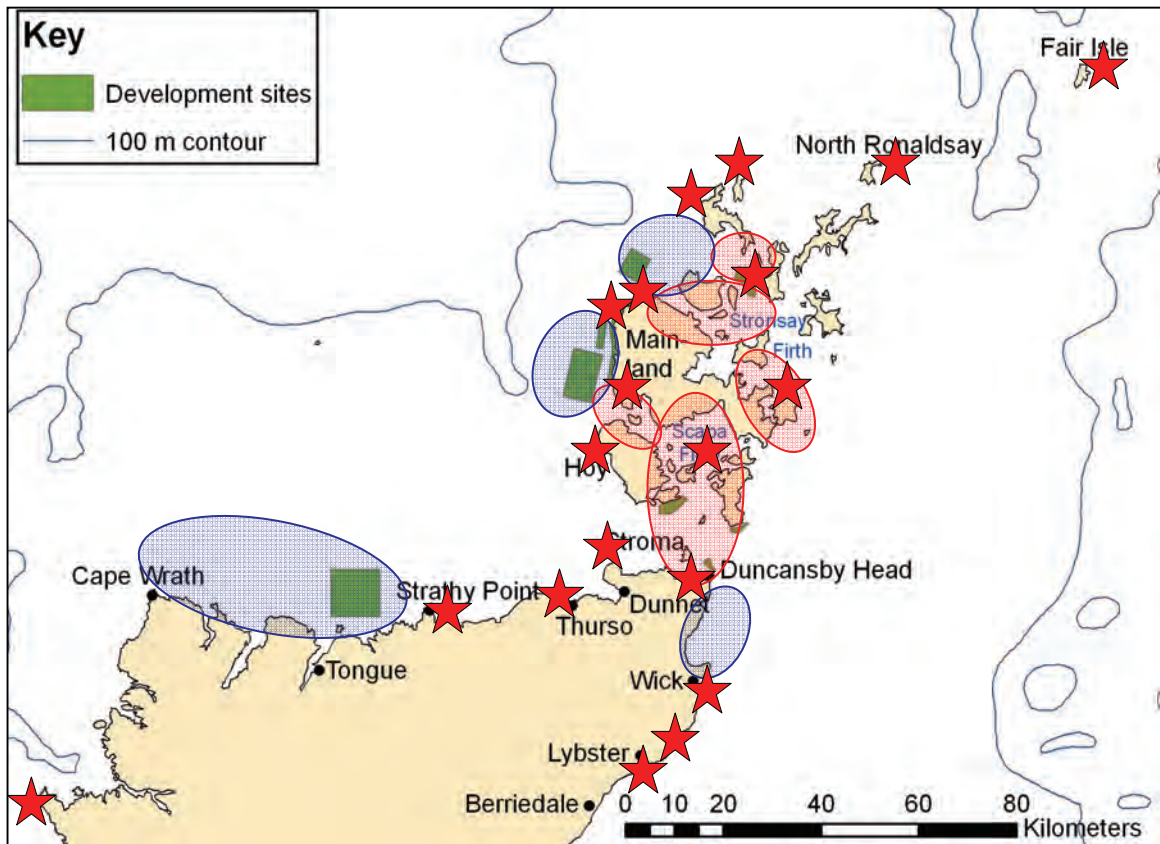 Key
Development sites
100 m contour
Fair Isle
North Ronaldsay
Stronsay
Firth
Main
land
Scapa
Hoy
Stroma
Cape Wrath
Strathy Point
Duncansby Head
Dunnet
Thurso
Tongue
Wick
Lybster
Berriedale
0 10 20 40 60 80
Kilometers